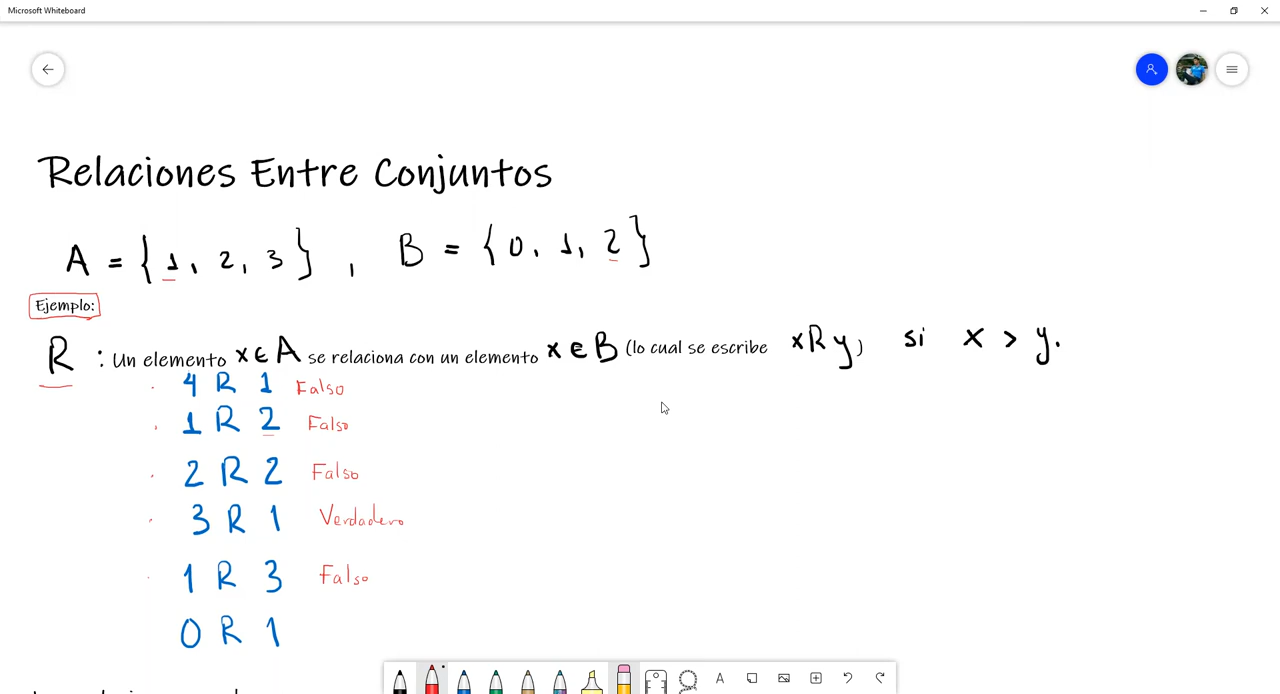 Microsoft Whiteboard
Relaciones Entre Conjuntos
A = {1, 2, 3} , B = {0, 1, 2}
Ejemplo:
R : Un elemento x ∈ A se relaciona con un elemento x ∈ B (lo cual se escribe x R y) si x > y.
4 R 1 Falso
1 R 2 Falso
2 R 2 Falso
3 R 1 Verdadero
1 R 3 Falso
0 R 1